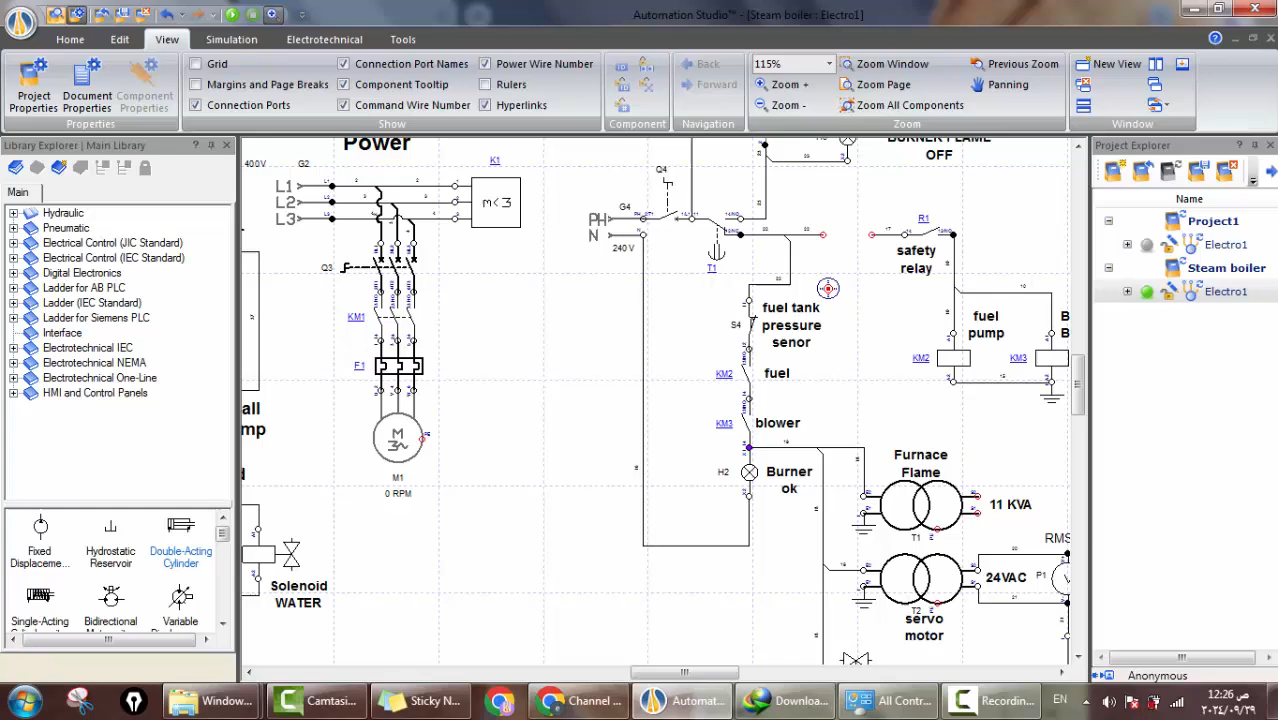 Automation Studio™ - [Steam boiler : Electro1]
Home Edit View Simulation Electrotechnical Tools
Project Properties
Document Properties
Component Properties
Properties
Grid
Margins and Page Breaks
Connection Ports
Connection Port Names
Component Tooltip
Command Wire Number
Power Wire Number
Rulers
Hyperlinks
Show
Component
Back
Forward
Navigation
115%
Zoom +
Zoom -
Zoom Window
Zoom Page
Zoom All Components
Previous Zoom
Panning
Zoom
New View
Window
Library Explorer | Main Library
Main
Hydraulic
Pneumatic
Electrical Control (JIC Standard)
Electrical Control (IEC Standard)
Digital Electronics
Ladder for AB PLC
Ladder (IEC Standard)
Ladder for Siemens PLC
Interface
Electrotechnical IEC
Electrotechnical NEMA
Electrotechnical One-Line
HMI and Control Panels
Fixed Displaceme...
Hydrostatic Reservoir
Double-Acting Cylinder
Single-Acting
Bidirectional
Variable
Power
400V
G2
K1
L1
L2
L3
m<3
Q3
KM1
F1
M
3~
M1
0 RPM
all
mp
d
Solenoid
WATER
BURNER FLAME
OFF
Q4
G4
PH
N
240 V
T1
R1
safety
relay
fuel tank
pressure
senor
S4
KM2
fuel
KM3
blower
H2
Burner
ok
fuel
pump
KM2
KM3
B
B
Furnace
Flame
11 KVA
T1
24VAC
T2
servo
motor
RMS
P1
Project Explorer
Name
Project1
Electro1
Steam boiler
Electro1
Anonymous
Window...
Camtasi...
Sticky N...
Channel ...
Automat...
Downloa...
All Contr...
Recordin...
EN
12:26 ص
٢٠٢٤/٠٩/٢٩